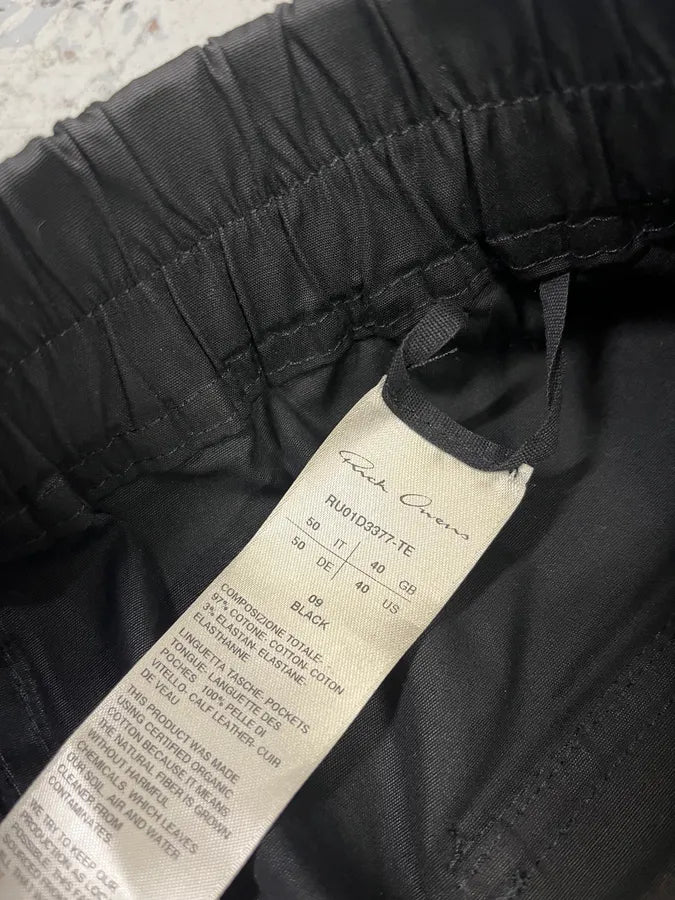 Rick Owens
RU01D3377-TE
50 IT 40 GB
50 DE 40 US
09
BLACK
COMPOSIZIONE TOTALE:
97% COTONE- COTTON- COTON
3% ELASTAN- ELASTANE-
ELASTHANNE
LINGUETTA TASCHE- POCKETS
TONGUE- LANGUETTE DES
POCHES: 100% PELLE DI
VITELLO- CALF LEATHER- CUIR
DE VEAU
THIS PRODUCT WAS MADE
USING CERTIFIED ORGANIC
COTTON BECAUSE IT MEANS
THE NATURAL FIBER IS GROWN
WITHOUT HARMFUL
CHEMICALS, WHICH LEAVES
OUR SOIL, AIR AND WATER
CLEANER FROM
CONTAMINATES.
WE TRY TO KEEP OUR
PRODUCTION AS LOC
POSSIBLE.